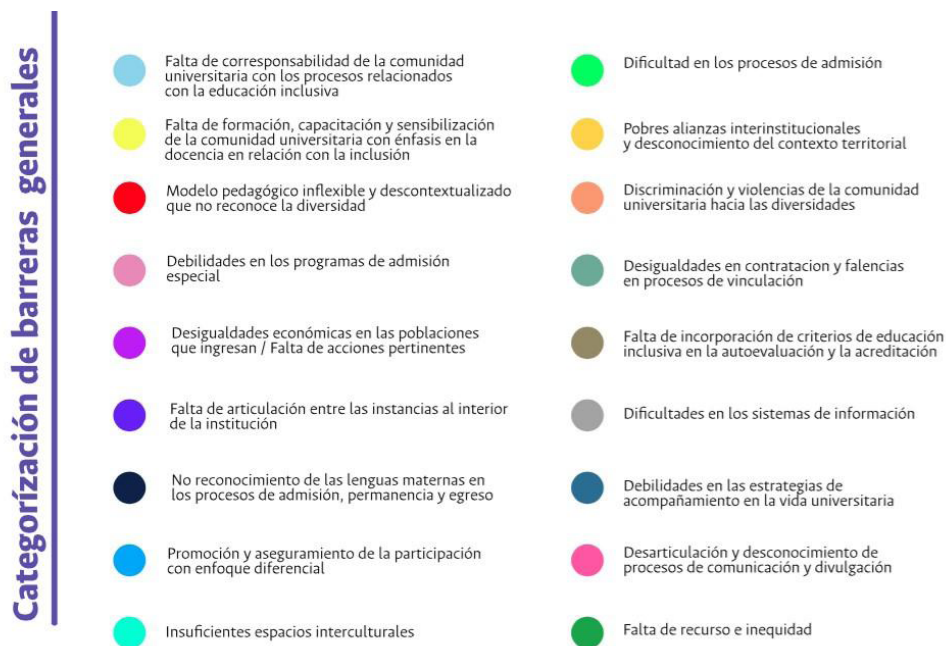 Categorízación de barreras generales
Falta de corresponsabilidad de la comunidad
universitaria con los procesos relacionados
con la educación inclusiva
Falta de formación, capacitación y sensibilización
de la comunidad universitaria con énfasis en la
docencia en relación con la inclusión
Modelo pedagógico inflexible y descontextualizado
que no reconoce la diversidad
Debilidades en los programas de admisión
especial
Desigualdades económicas en las poblaciones
que ingresan / Falta de acciones pertinentes
Falta de articulación entre las instancias al interior
de la institución
No reconocimiento de las lenguas maternas en
los procesos de admisión, permanencia y egreso
Promoción y aseguramiento de la participación
con enfoque diferencial
Insuficientes espacios interculturales
Dificultad en los procesos de admisión
Pobres alianzas interinstitucionales
y desconocimiento del contexto territorial
Discriminación y violencias de la comunidad
universitaria hacia las diversidades
Desigualdades en contratacion y falencias
en procesos de vinculación
Falta de incorporación de criterios de educación
inclusiva en la autoevaluación y la acreditación
Dificultades en los sistemas de información
Debilidades en las estrategias de
acompañamiento en la vida universitaria
Desarticulación y desconocimiento de
procesos de comunicación y divulgación
Falta de recurso e inequidad